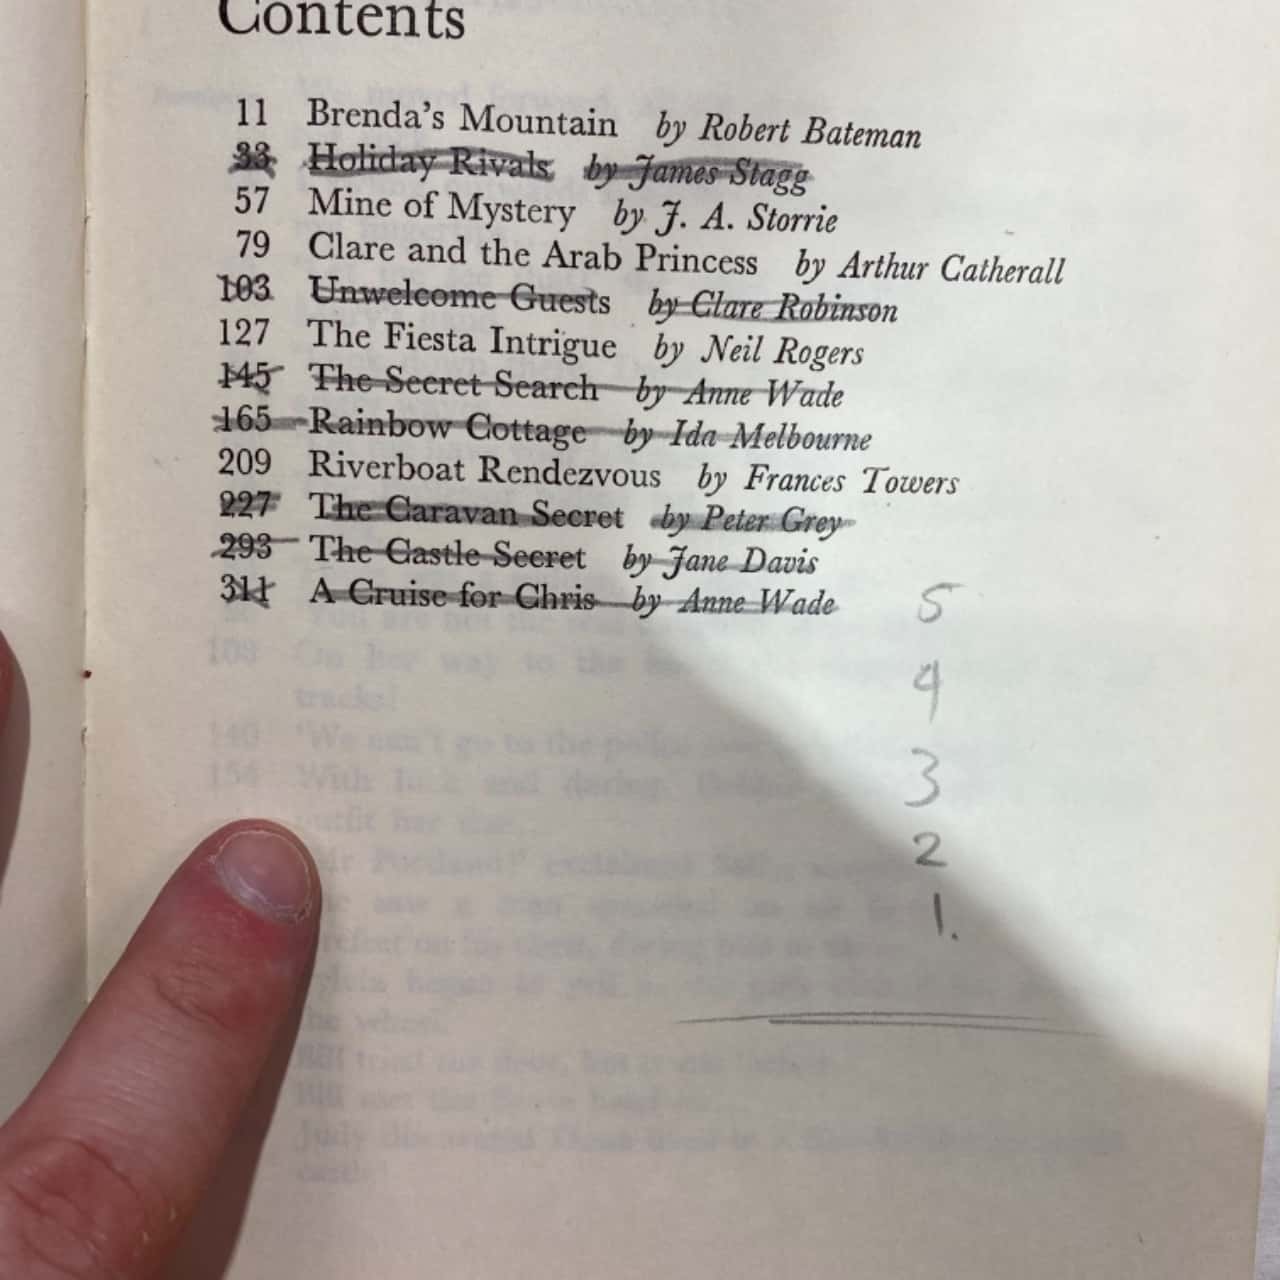 Contents
11 Brenda's Mountain by Robert Bateman
33 Holiday Rivals by James Stagg
57 Mine of Mystery by J. A. Storrie
79 Clare and the Arab Princess by Arthur Catherall
103 Unwelcome Guests by Clare Robinson
127 The Fiesta Intrigue by Neil Rogers
145 The Secret Search by Anne Wade
165 Rainbow Cottage by Ida Melbourne
209 Riverboat Rendezvous by Frances Towers
227 The Caravan Secret by Peter Grey
293 The Castle Secret by Jane Davis
311 A Cruise for Chris by Anne Wade
5
4
3
2
1.